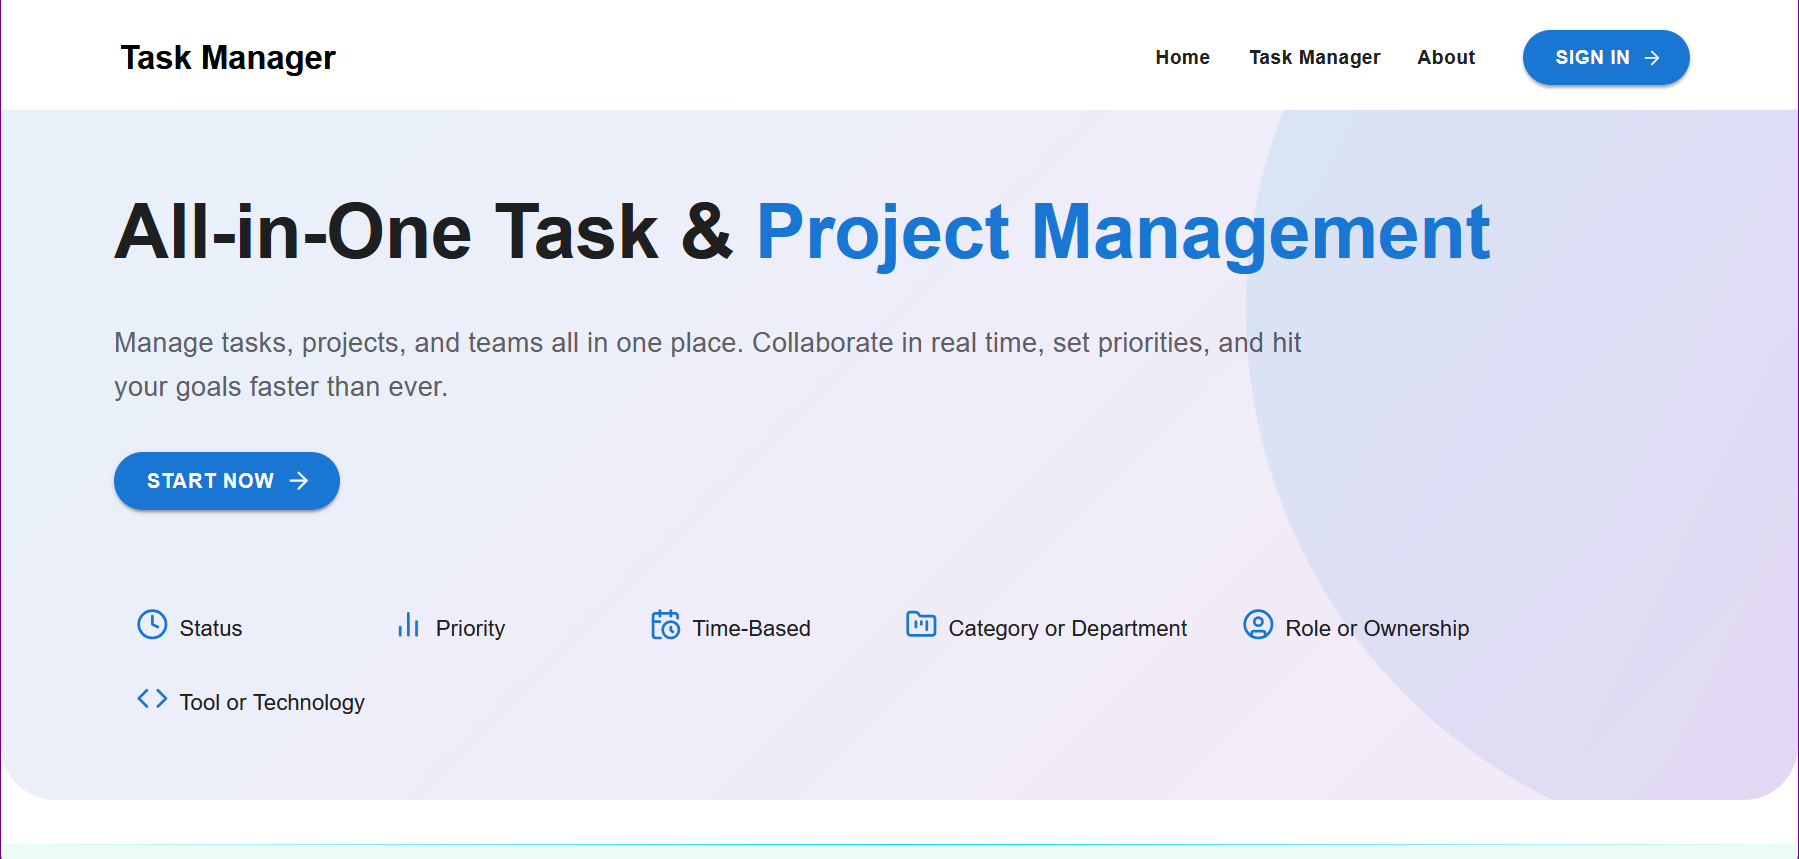 Task Manager
Home Task Manager About SIGN IN
All-in-One Task & Project Management
Manage tasks, projects, and teams all in one place. Collaborate in real time, set priorities, and hit
your goals faster than ever.
START NOW
Status Priority Time-Based Category or Department Role or Ownership
Tool or Technology